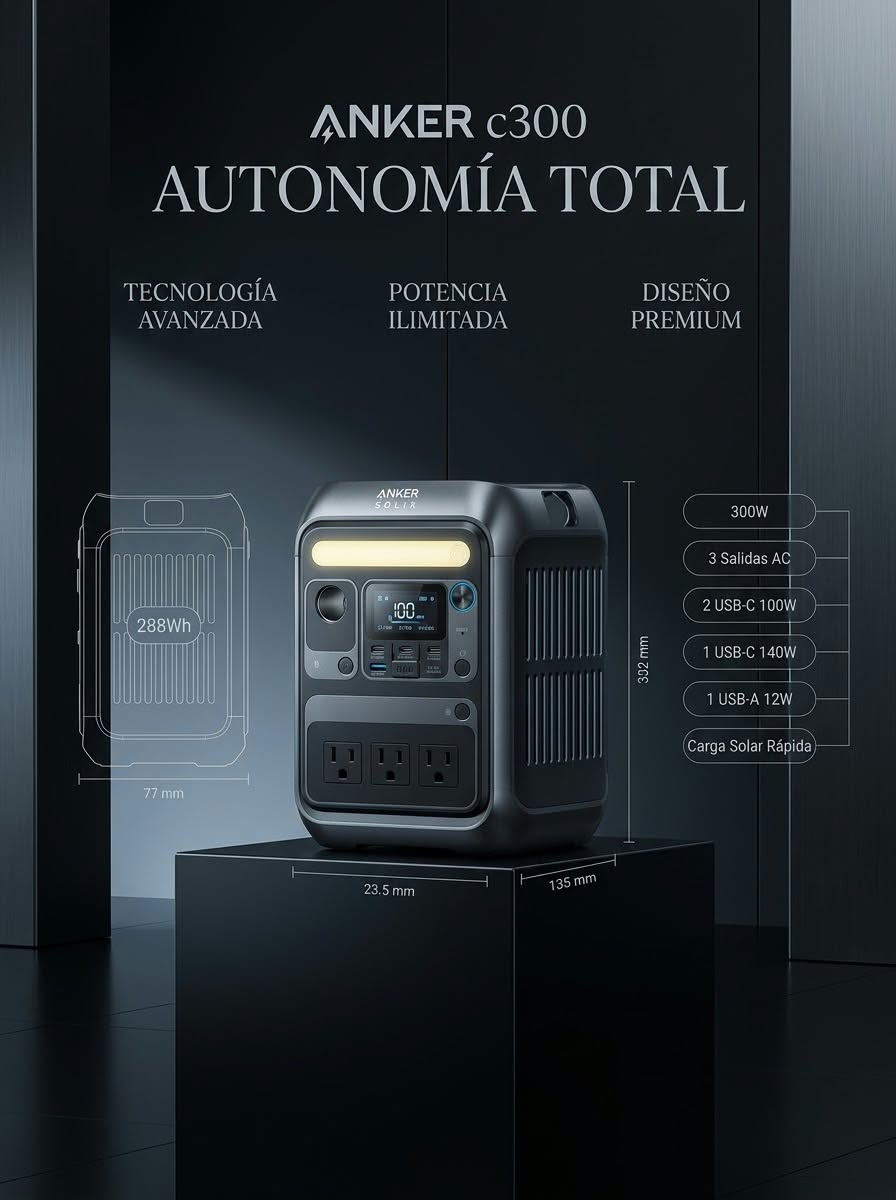 ANKER c300
AUTONOMÍA TOTAL
TECNOLOGÍA
AVANZADA
POTENCIA
ILIMITADA
DISEÑO
PREMIUM
ANKER
SOLIX
100
288Wh
77 mm
23.5 mm
135 mm
302 mm
300W
3 Salidas AC
2 USB-C 100W
1 USB-C 140W
1 USB-A 12W
Carga Solar Rápida